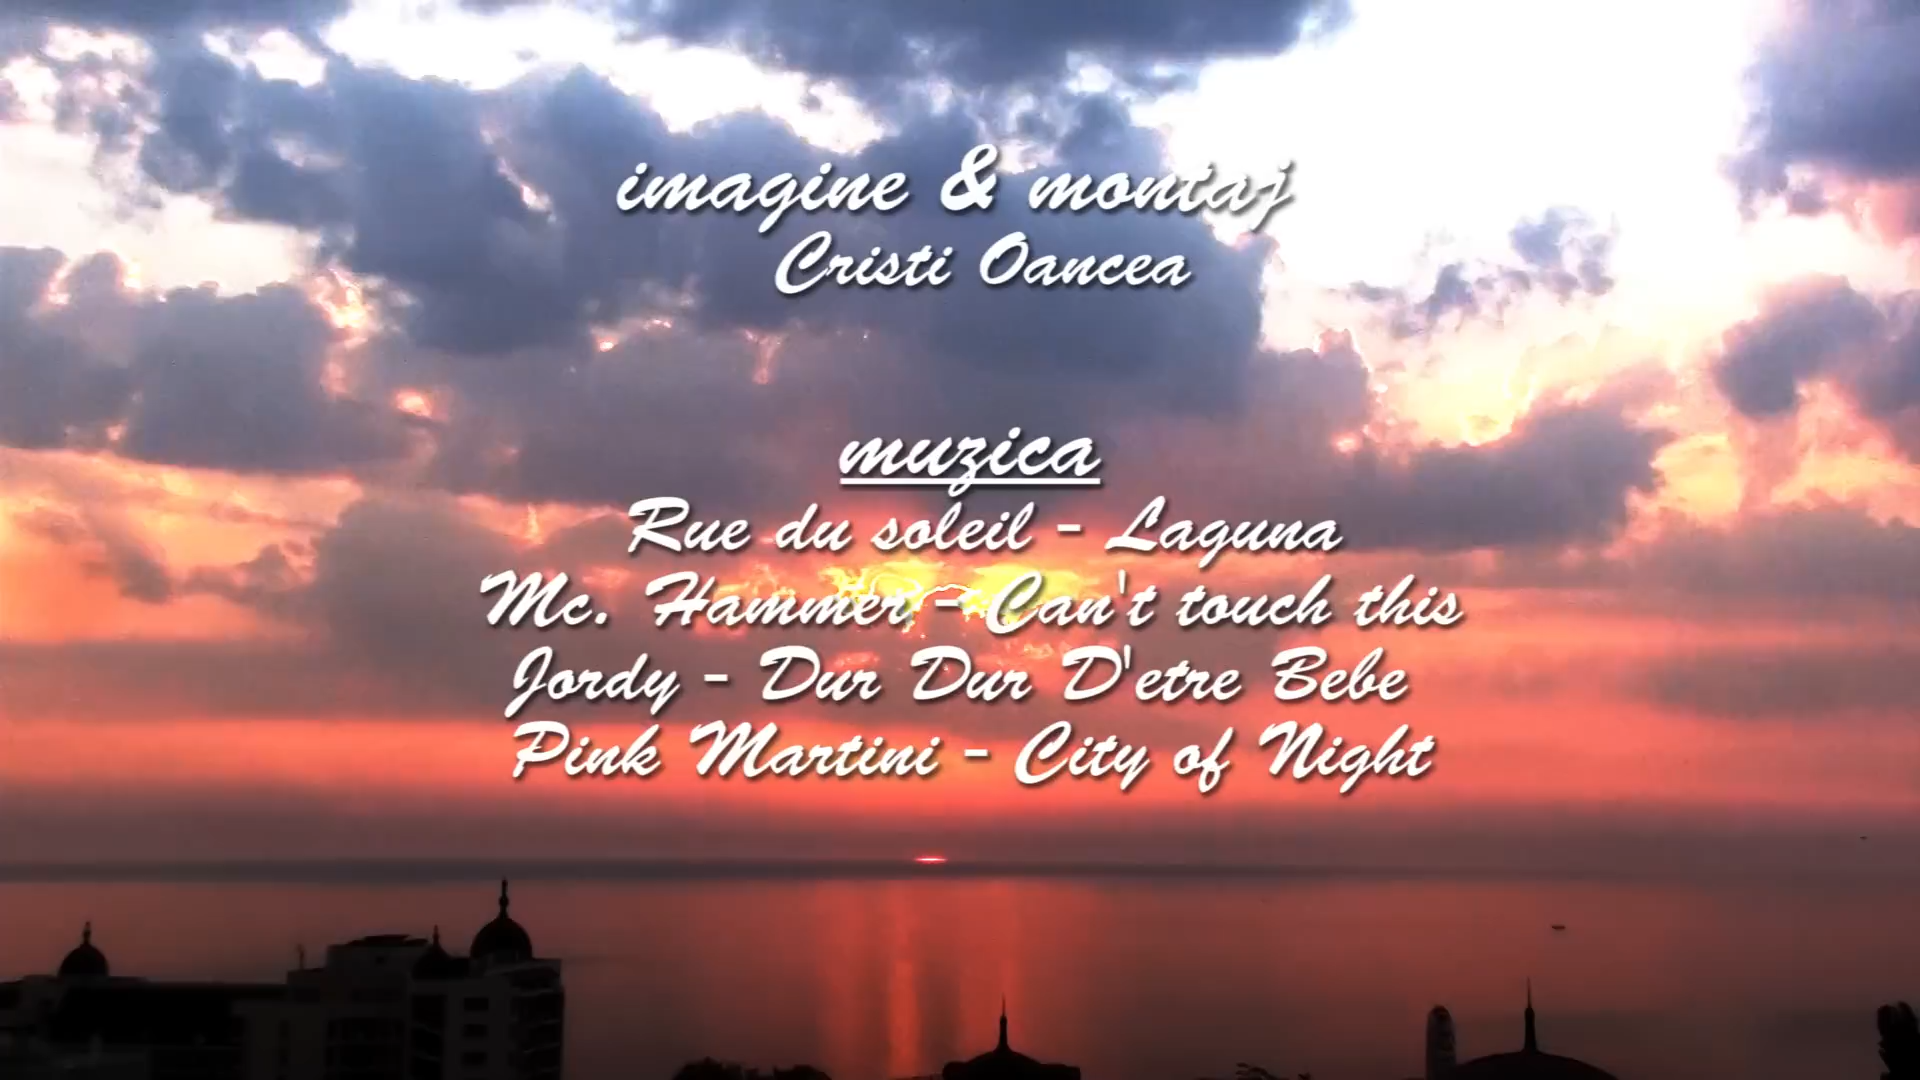 imagine & montaj
Cristi Oancea
muzica
Rue du soleil - Laguna
Mc. Hammer - Can't touch this
Jordy - Dur Dur D'etre Bebe
Pink Martini - City of Night